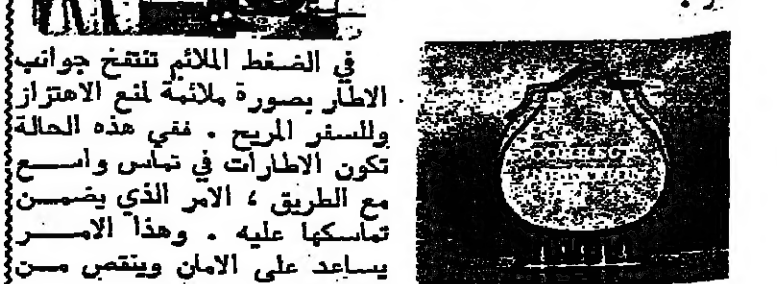 في الضغط الملائم تنتفخ جوانب
الاطار بصورة ملائمة لمنع الاهتزاز
وللسفر المريح . ففي هذه الحالة
تكون الاطارات في تماس واسع
مع الطريق ، الامر الذي يضمن
تماسكها عليه . وهذا الامر
يساعد على الامان وينقص من